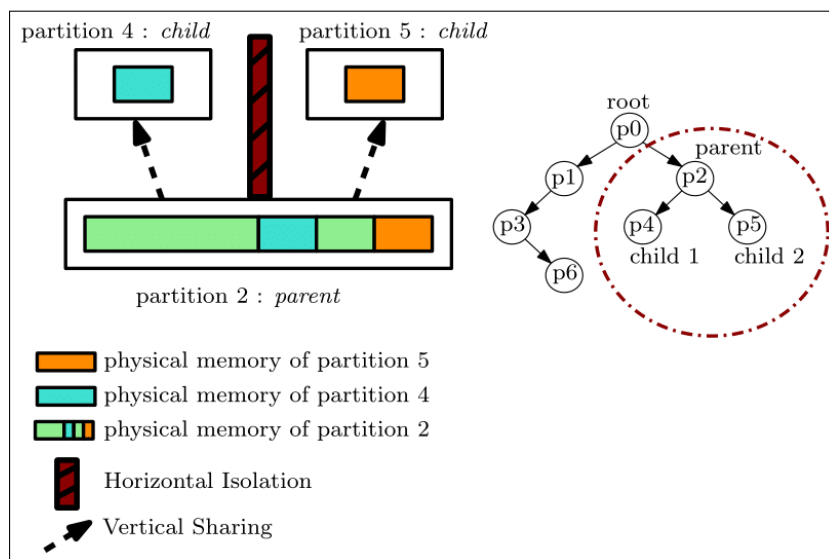 partition 4 : child
partition 5 : child
partition 2 : parent
root
p0
parent
p1
p2
p3
p4
p5
child 1
child 2
p6
physical memory of partition 5
physical memory of partition 4
physical memory of partition 2
Horizontal Isolation
Vertical Sharing